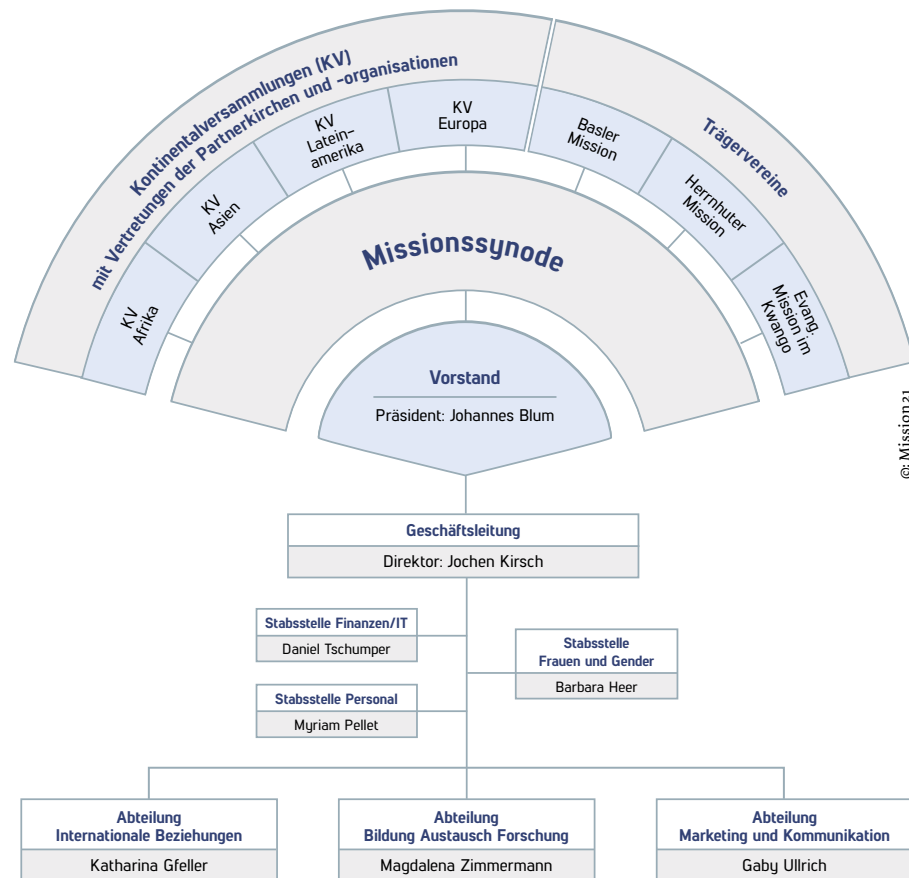 Kontinentalversammlungen (KV)
mit Vertretungen der Partnerkirchen und -organisationen
Trägervereine
KV
Afrika
KV
Asien
KV
Latein-
amerika
KV
Europa
Basler
Mission
Herrnhuter
Mission
Evang.
Mission im
Kwango
Missionssynode
Vorstand
Präsident: Johannes Blum
©: Mission 21
Geschäftsleitung
Direktor: Jochen Kirsch
Stabsstelle Finanzen/IT
Daniel Tschumper
Stabsstelle
Frauen und Gender
Barbara Heer
Stabsstelle Personal
Myriam Pellet
Abteilung
Internationale Beziehungen
Katharina Gfeller
Abteilung
Bildung Austausch Forschung
Magdalena Zimmermann
Abteilung
Marketing und Kommunikation
Gaby Ullrich